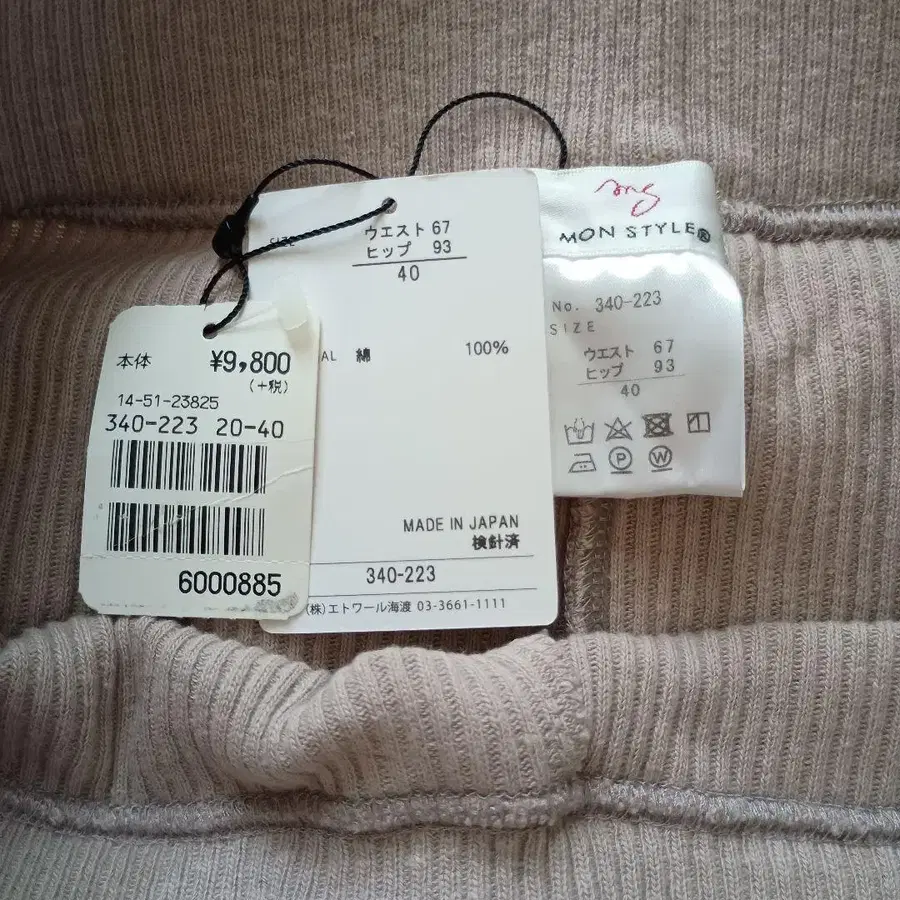 本体 ¥9,800
(+税)
14-51-23825
340-223 20-40
6000885
SIZE
ウエスト 67
ヒップ 93
40
AL 綿 100%
MADE IN JAPAN
検針済
340-223
(株)エトワール海渡 03-3661-1111
mg
MON STYLE®
No. 340-223
SIZE
ウエスト 67
ヒップ 93
40
P W